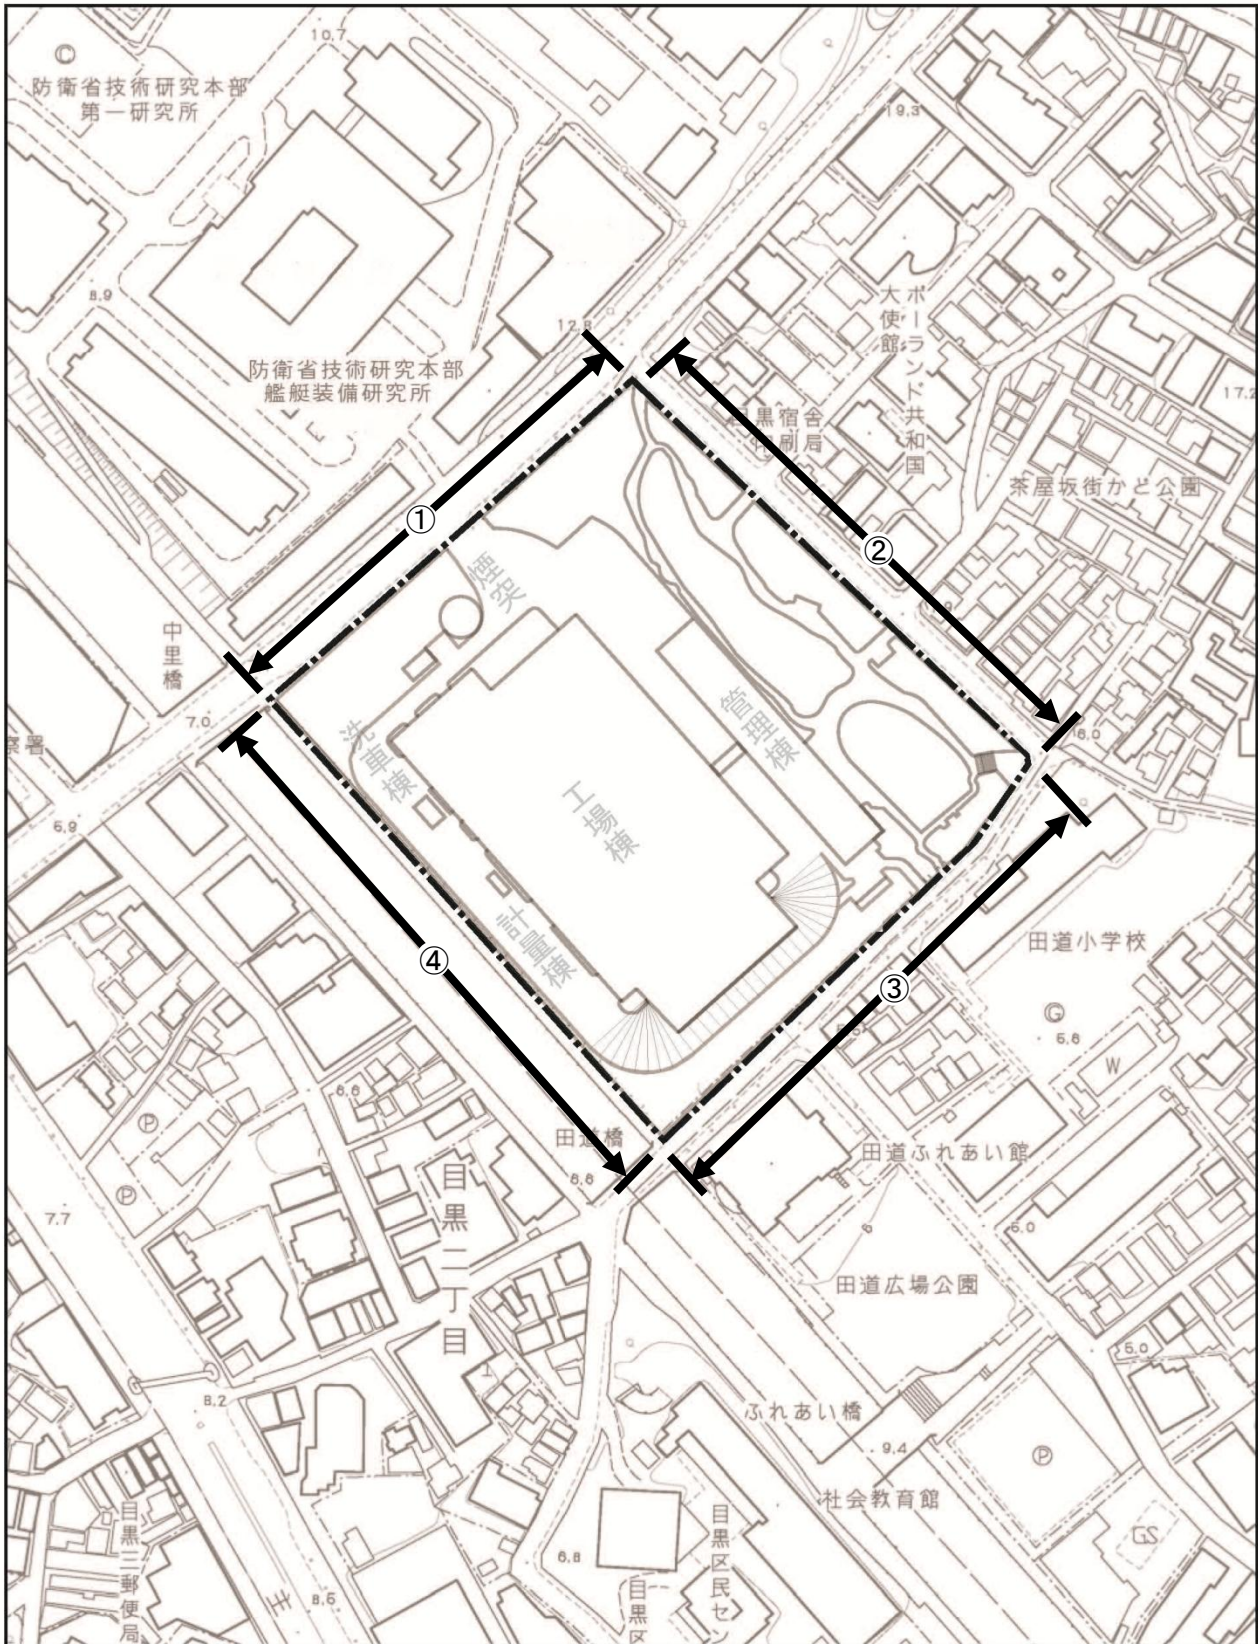 10.7
防衛省技術研究本部
第一研究所
19.3
8.9
12.8
防衛省技術研究本部
艦艇装備研究所
ポーランド共和国
大使館
17.2
黒宿舎
刷局
茶屋坂街かど公園
①
②
煙突
中里橋
7.0
察署
洗車棟
管理棟
工場棟
16.0
6.9
計量棟
田道小学校
④
③
G
5.6
W
6.6
田道橋
田道ふれあい館
P
6.6
P
目黒二丁目
7.7
5.0
田道広場公園
5.0
8.2
ふれあい橋
9.4
P
社会教育館
GS
目黒二郵便局
6.8
目黒区民セン
目黒区
8.5